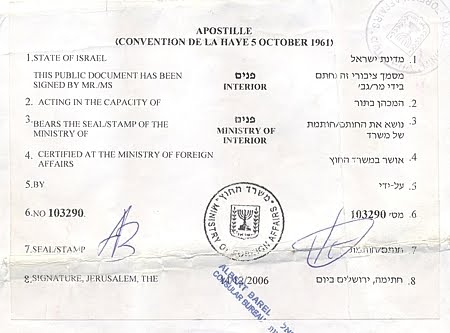 APOSTILLE
(CONVENTION DE LA HAYE 5 OCTOBER 1961)
1. STATE OF ISRAEL 1. מדינת ישראל
THIS PUBLIC DOCUMENT HAS BEEN פנים מסמך ציבורי זה נחתם
SIGNED BY MR./MS INTERIOR בידי מר/גב'
2. ACTING IN THE CAPACITY OF המכהן בתור 2.
3. BEARS THE SEAL/STAMP OF THE פנים נושא את החותם/חותמת 3.
MINISTRY OF MINISTRY OF של משרד
INTERIOR
4. CERTIFIED AT THE MINISTRY OF FOREIGN אושר במשרד החוץ 4.
AFFAIRS
5. BY על-ידי 5.
6. NO 103290. מס' 103290 6.
משרד החוץ
MINISTRY OF FOREIGN AFFAIRS
7. SEAL/STAMP חותם/חותמת 7.
8. SIGNATURE, JERUSALEM, THE /2006 חתימה, ירושלים ביום 8.
ALBERT BAREL
CONSULAR BUREAU